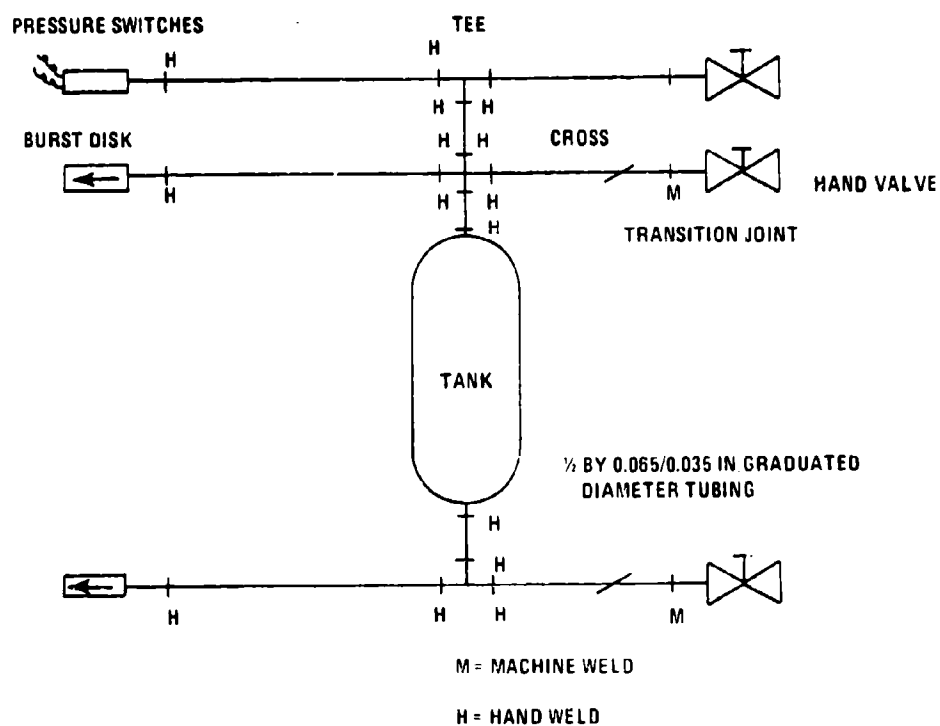 PRESSURE SWITCHES
TEE
H
H
H H
H H
BURST DISK
CROSS
HAND VALVE
H
H H
M
H
TRANSITION JOINT
TANK
½ BY 0.065/0.035 IN. GRADUATED
DIAMETER TUBING
H
H
H
H H
M
M = MACHINE WELD
H = HAND WELD